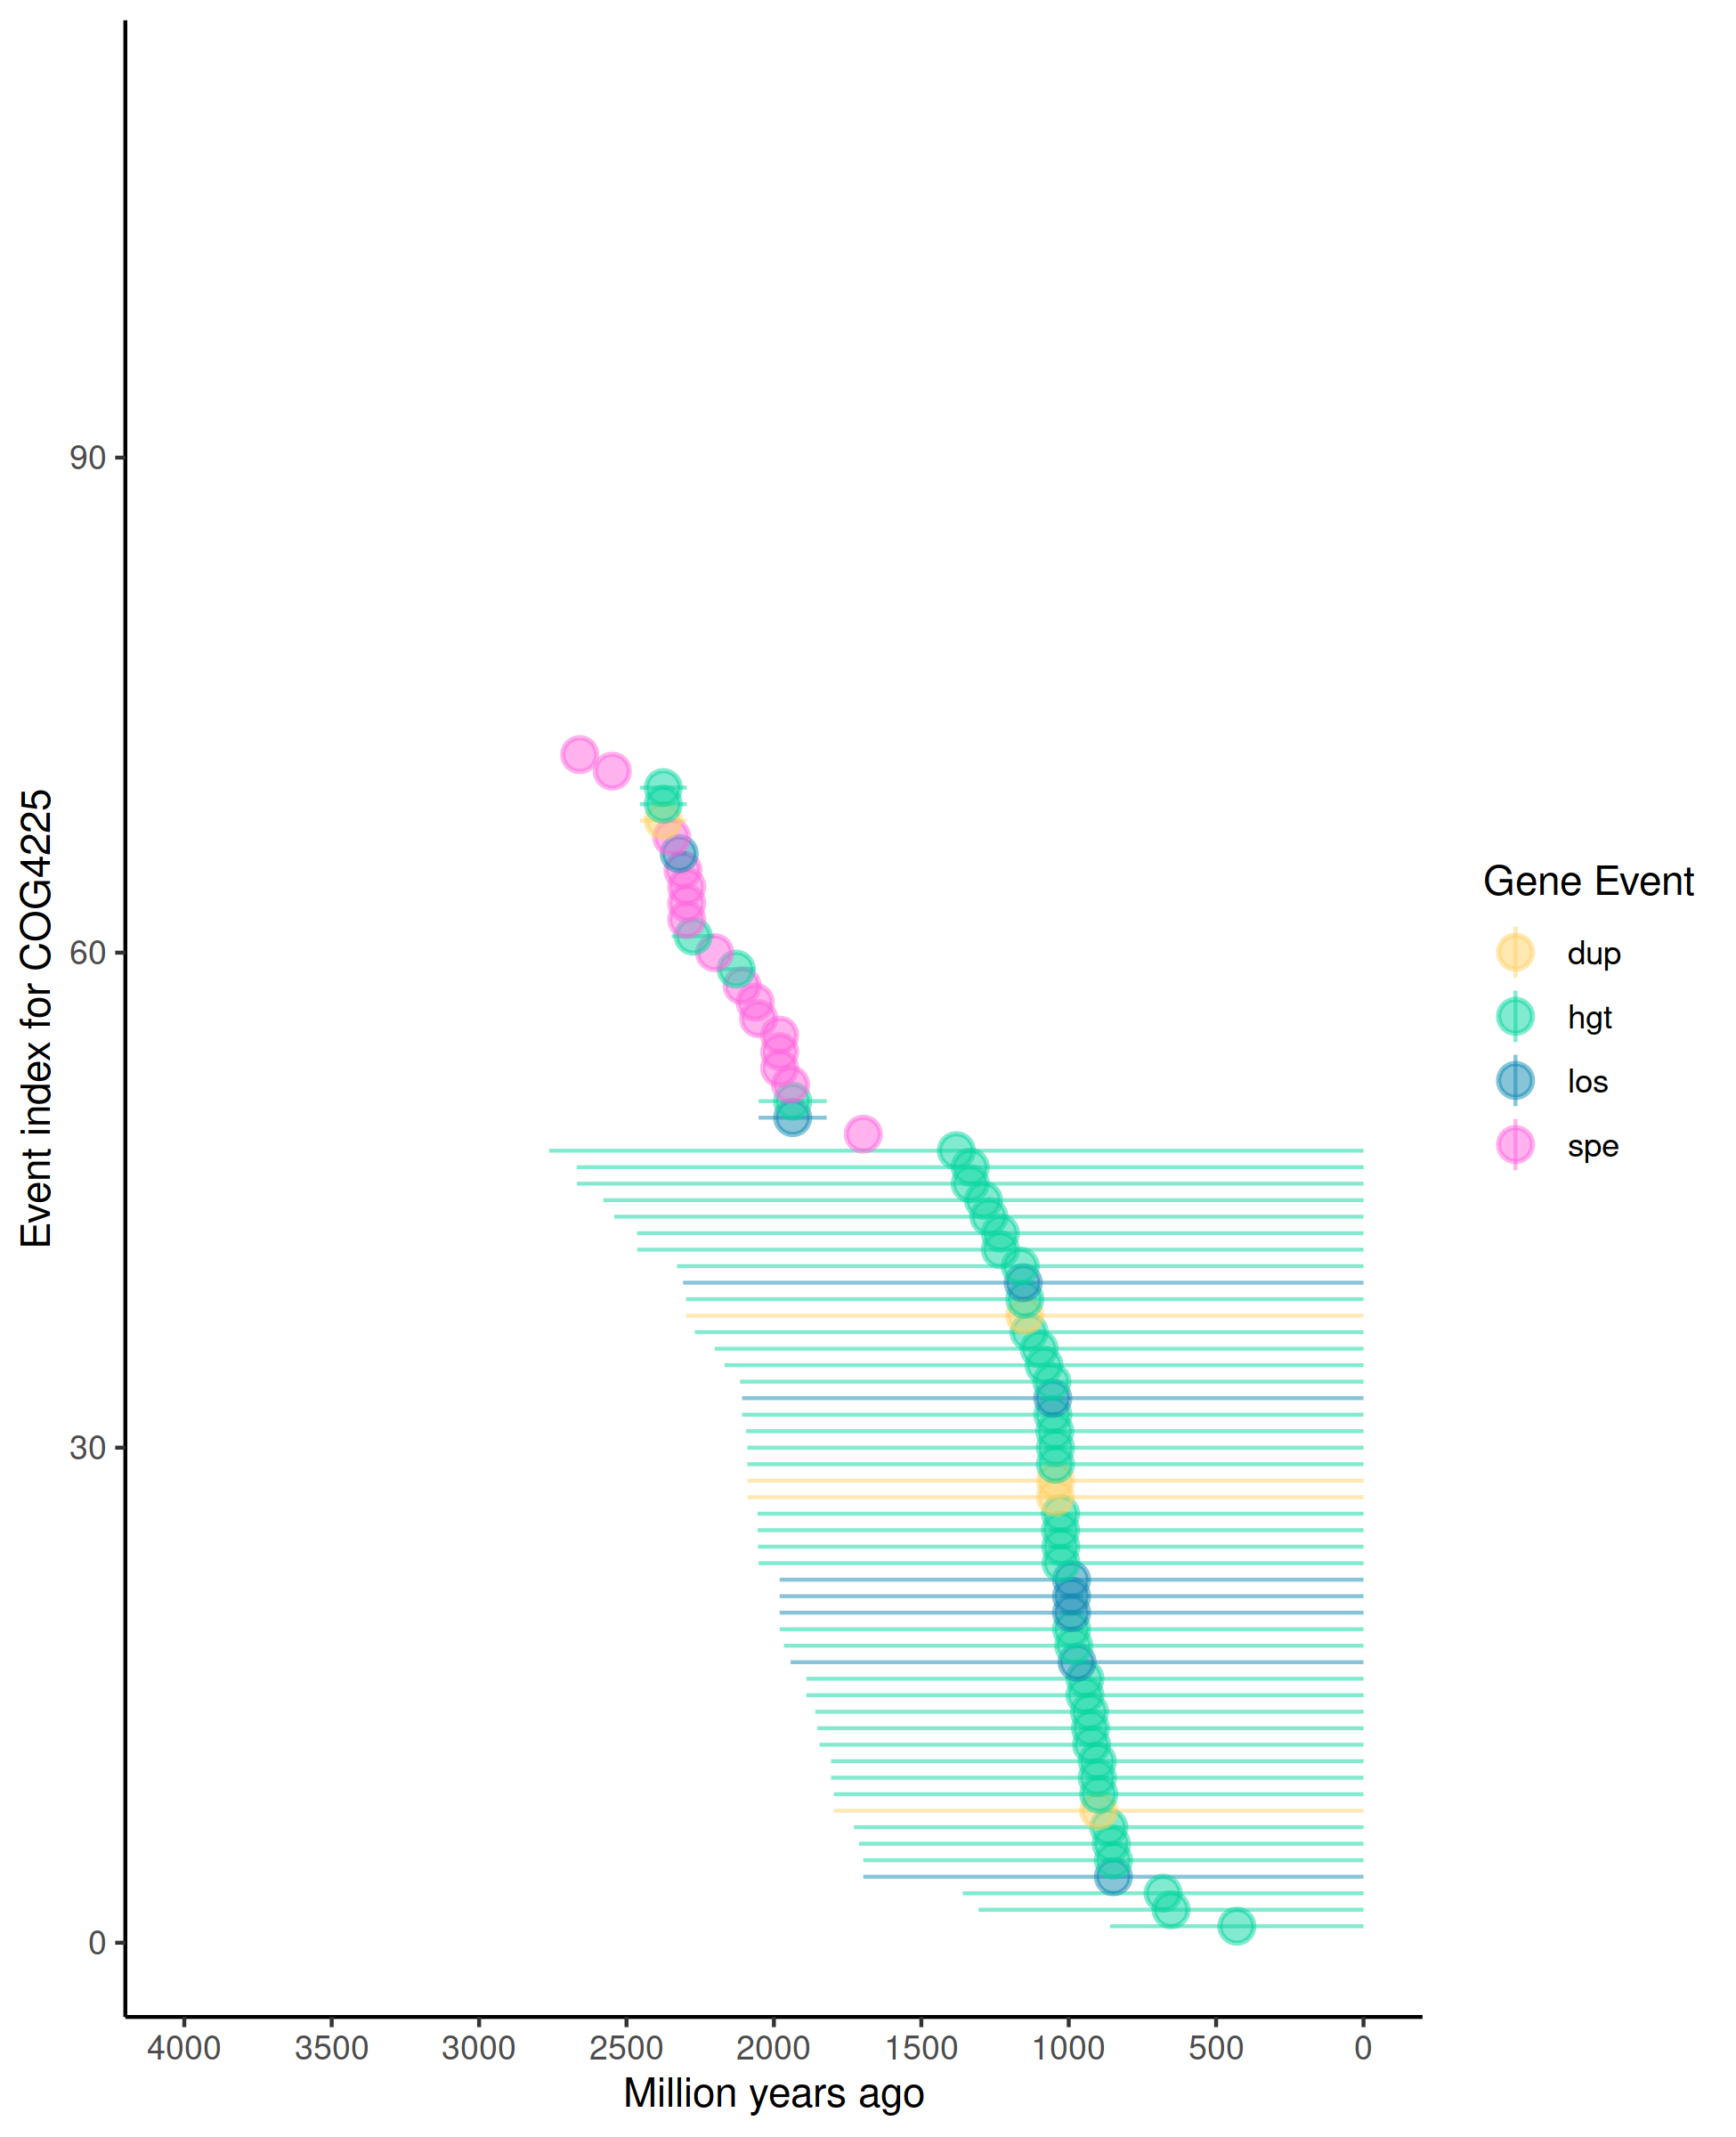 Event index for COG4225
90
60
30
0
4000 3500 3000 2500 2000 1500 1000 500 0
Million years ago
Gene Event
dup
hgt
los
spe